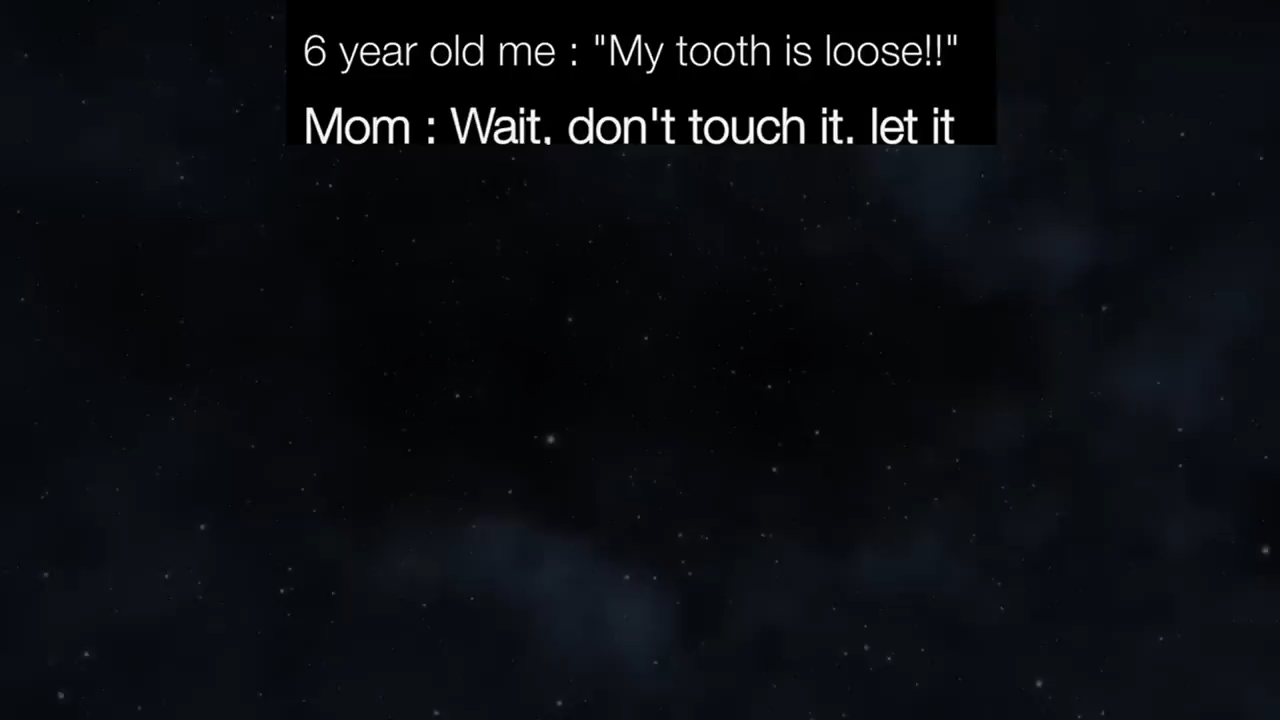 6 year old me : "My tooth is loose!!"
Mom : Wait, don't touch it. let it